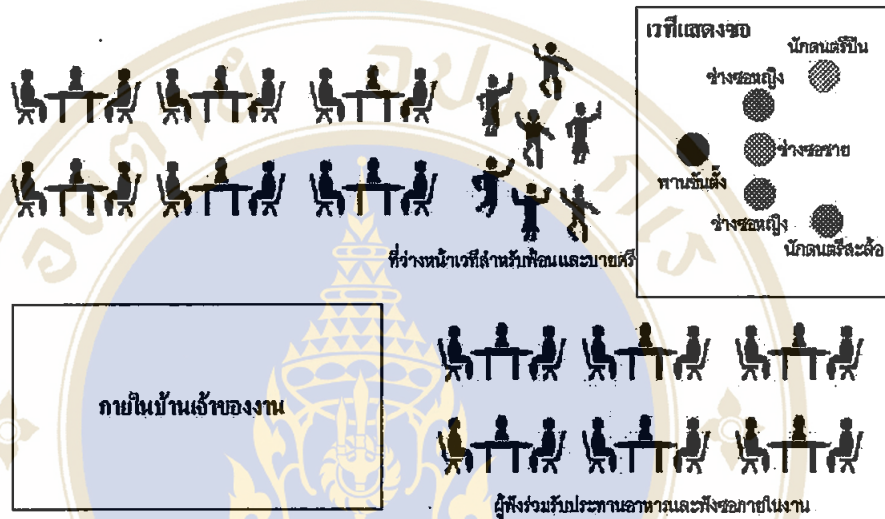 เวทีแสดงซอ
นักดนตรีปิน
ช่างซอหญิง
ช่างซอชาย
พานขันตั้ง
ช่างซอหญิง
นักดนตรีสะล้อ
ที่ว่างหน้าเวทีสำหรับฟ้อนและบายศรี
ภายในบ้านเจ้าของงาน
ผู้ฟังร่วมรับประทานอาหารและฟังซอภายในงาน